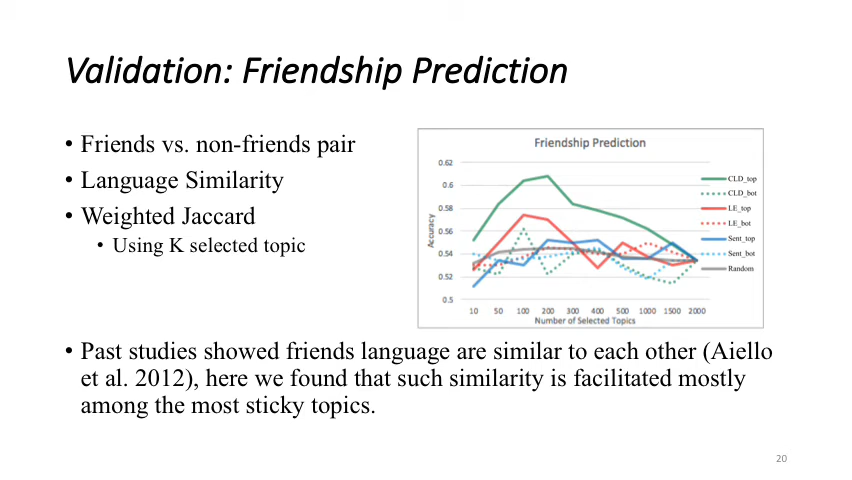 Validation: Friendship Prediction
• Friends vs. non-friends pair
• Language Similarity
• Weighted Jaccard
• Using K selected topic
Friendship Prediction
0.62
0.6
0.58
0.56
0.54
0.52
0.5
Accuracy
10 50 100 200 300 400 500 1000 1500 2000
Number of Selected Topics
CLD_top
CLD_bot
LE_top
LE_bot
Sent_top
Sent_bot
Random
• Past studies showed friends language are similar to each other (Aiello
et al. 2012), here we found that such similarity is facilitated mostly
among the most sticky topics.
20